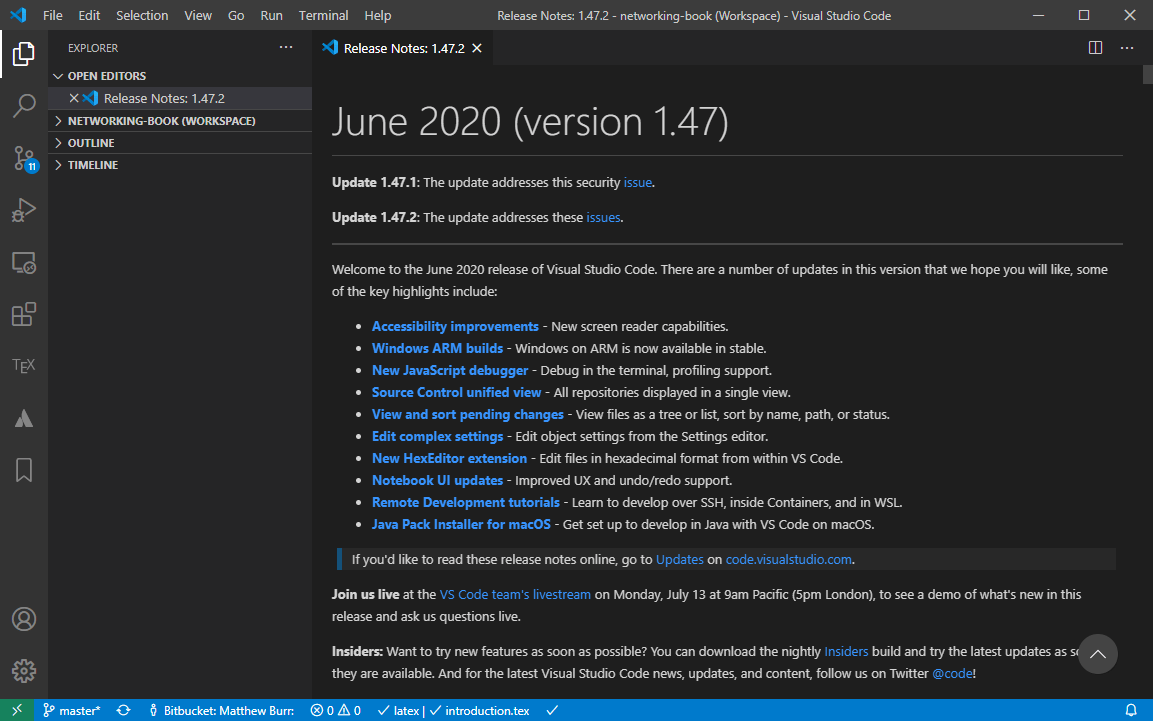 File Edit Selection View Go Run Terminal Help
Release Notes: 1.47.2 - networking-book (Workspace) - Visual Studio Code
EXPLORER
Release Notes: 1.47.2
OPEN EDITORS
Release Notes: 1.47.2
NETWORKING-BOOK (WORKSPACE)
OUTLINE
TIMELINE
11
TEX
June 2020 (version 1.47)
Update 1.47.1: The update addresses this security issue.
Update 1.47.2: The update addresses these issues.
Welcome to the June 2020 release of Visual Studio Code. There are a number of updates in this version that we hope you will like, some
of the key highlights include:
• Accessibility improvements - New screen reader capabilities.
• Windows ARM builds - Windows on ARM is now available in stable.
• New JavaScript debugger - Debug in the terminal, profiling support.
• Source Control unified view - All repositories displayed in a single view.
• View and sort pending changes - View files as a tree or list, sort by name, path, or status.
• Edit complex settings - Edit object settings from the Settings editor.
• New HexEditor extension - Edit files in hexadecimal format from within VS Code.
• Notebook UI updates - Improved UX and undo/redo support.
• Remote Development tutorials - Learn to develop over SSH, inside Containers, and in WSL.
• Java Pack Installer for macOS - Get set up to develop in Java with VS Code on macOS.
If you'd like to read these release notes online, go to Updates on code.visualstudio.com.
Join us live at the VS Code team's livestream on Monday, July 13 at 9am Pacific (5pm London), to see a demo of what's new in this
release and ask us questions live.
Insiders: Want to try new features as soon as possible? You can download the nightly Insiders build and try the latest updates as
they are available. And for the latest Visual Studio Code news, updates, and content, follow us on Twitter @code!
master* Bitbucket: Matthew Burr: 0 0 ✓ latex | ✓ introduction.tex ✓